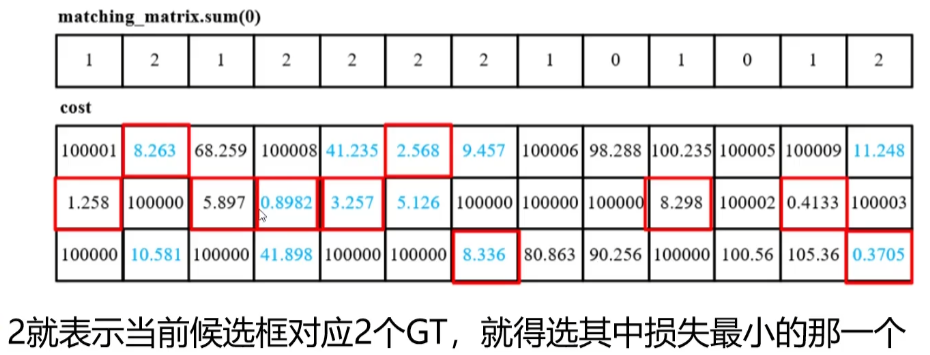 matching_matrix.sum(0)
1 2 1 2 2 2 2 1 0 1 0 1 2
cost
100001 8.263 68.259 100008 41.235 2.568 9.457 100006 98.288 100.235 100005 100009 11.248
1.258 100000 5.897 0.8982 3.257 5.126 100000 100000 100000 8.298 100002 0.4133 100003
100000 10.581 100000 41.898 100000 100000 8.336 80.863 90.256 100000 100.56 105.36 0.3705
2就表示当前候选框对应2个GT，就得选其中损失最小的那一个